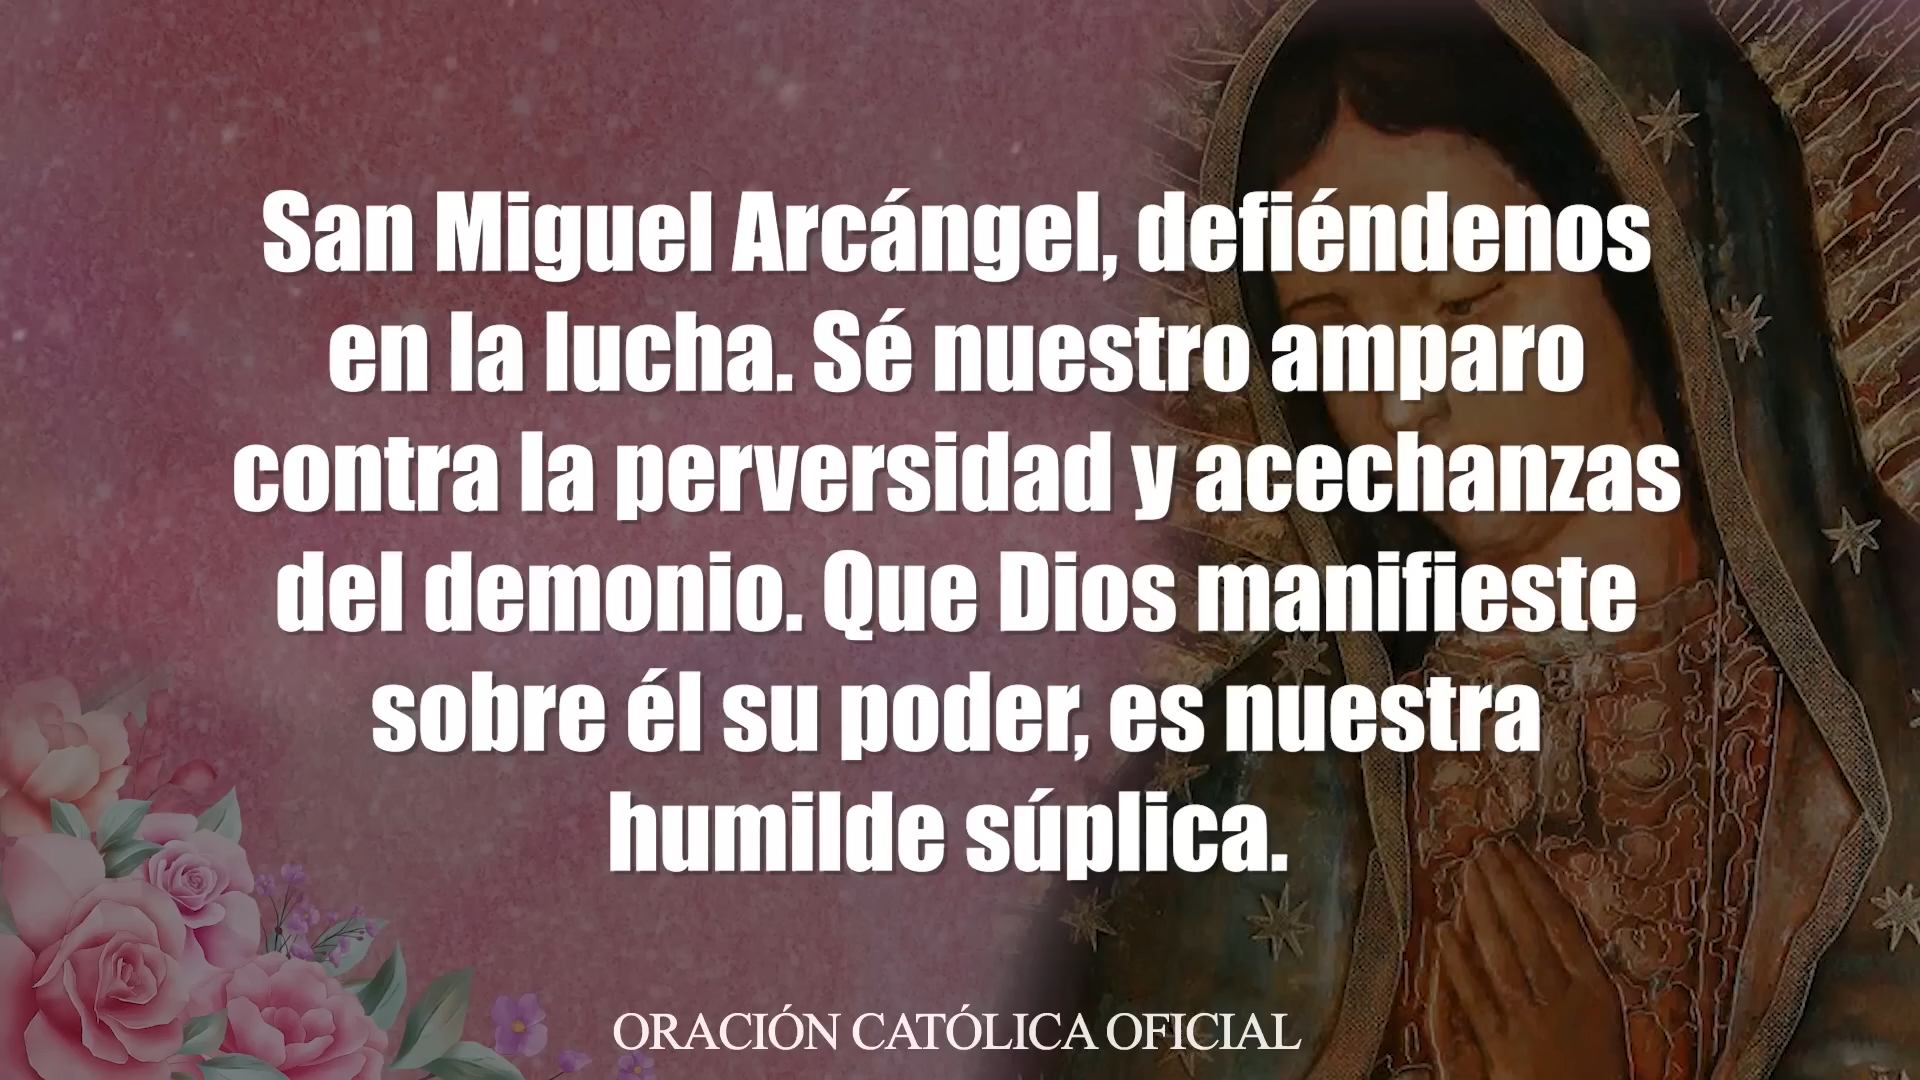 San Miguel Arcángel, defiéndenos
en la lucha. Sé nuestro amparo
contra la perversidad y acechanzas
del demonio. Que Dios manifieste
sobre él su poder, es nuestra
humilde súplica.
ORACIÓN CATÓLICA OFICIAL